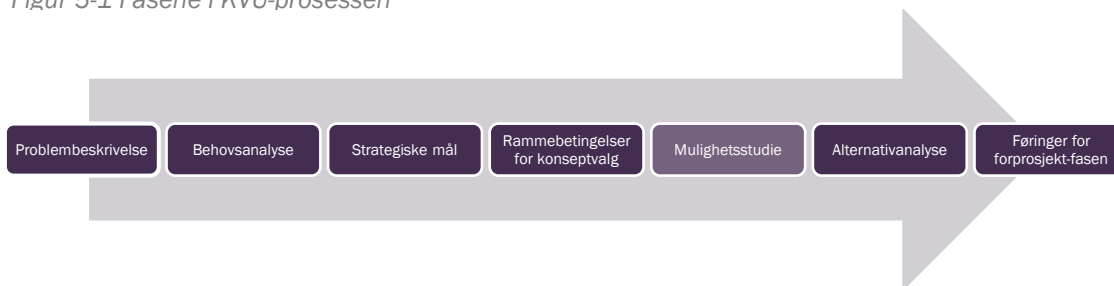 Figur 5-1 Fasene i KVU-prosessen
Problembeskrivelse
Behovsanalyse
Strategiske mål
Rammebetingelser
for konseptvalg
Mulighetsstudie
Alternativanalyse
Føringer for
forprosjekt-fasen